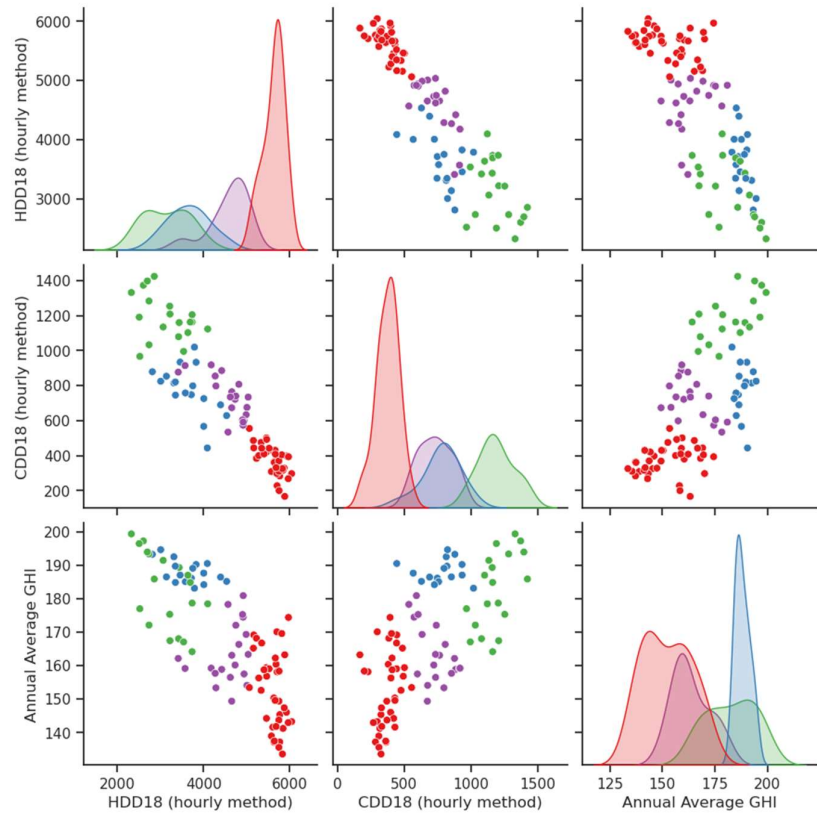 HDD18 (hourly method)
6000
5000
4000
3000
CDD18 (hourly method)
1400
1200
1000
800
600
400
200
Annual Average GHI
200
190
180
170
160
150
140
2000 4000 6000
0 500 1000 1500
125 150 175 200
HDD18 (hourly method) CDD18 (hourly method) Annual Average GHI